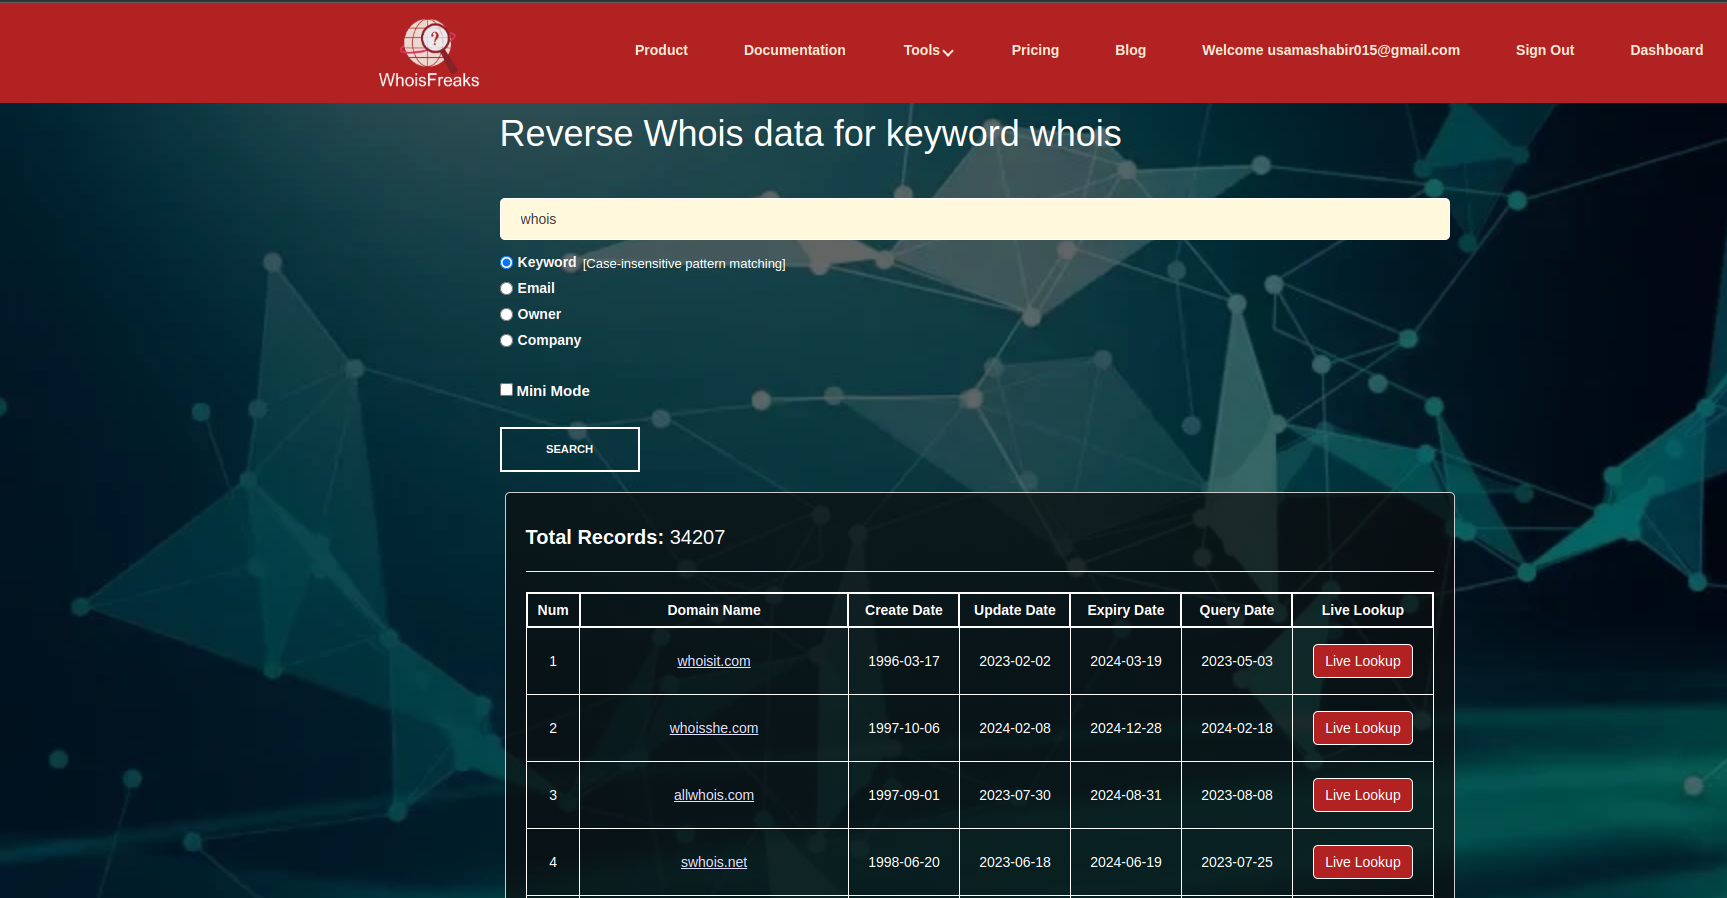 ?
WhoisFreaks
Product Documentation Tools Pricing Blog Welcome usamashabir015@gmail.com Sign Out Dashboard
Reverse Whois data for keyword whois
whois
Keyword [Case-insensitive pattern matching]
Email
Owner
Company
Mini Mode
SEARCH
Total Records: 34207
Num Domain Name Create Date Update Date Expiry Date Query Date Live Lookup
1 whoisit.com 1996-03-17 2023-02-02 2024-03-19 2023-05-03 Live Lookup
2 whoisshe.com 1997-10-06 2024-02-08 2024-12-28 2024-02-18 Live Lookup
3 allwhois.com 1997-09-01 2023-07-30 2024-08-31 2023-08-08 Live Lookup
4 swhois.net 1998-06-20 2023-06-18 2024-06-19 2023-07-25 Live Lookup